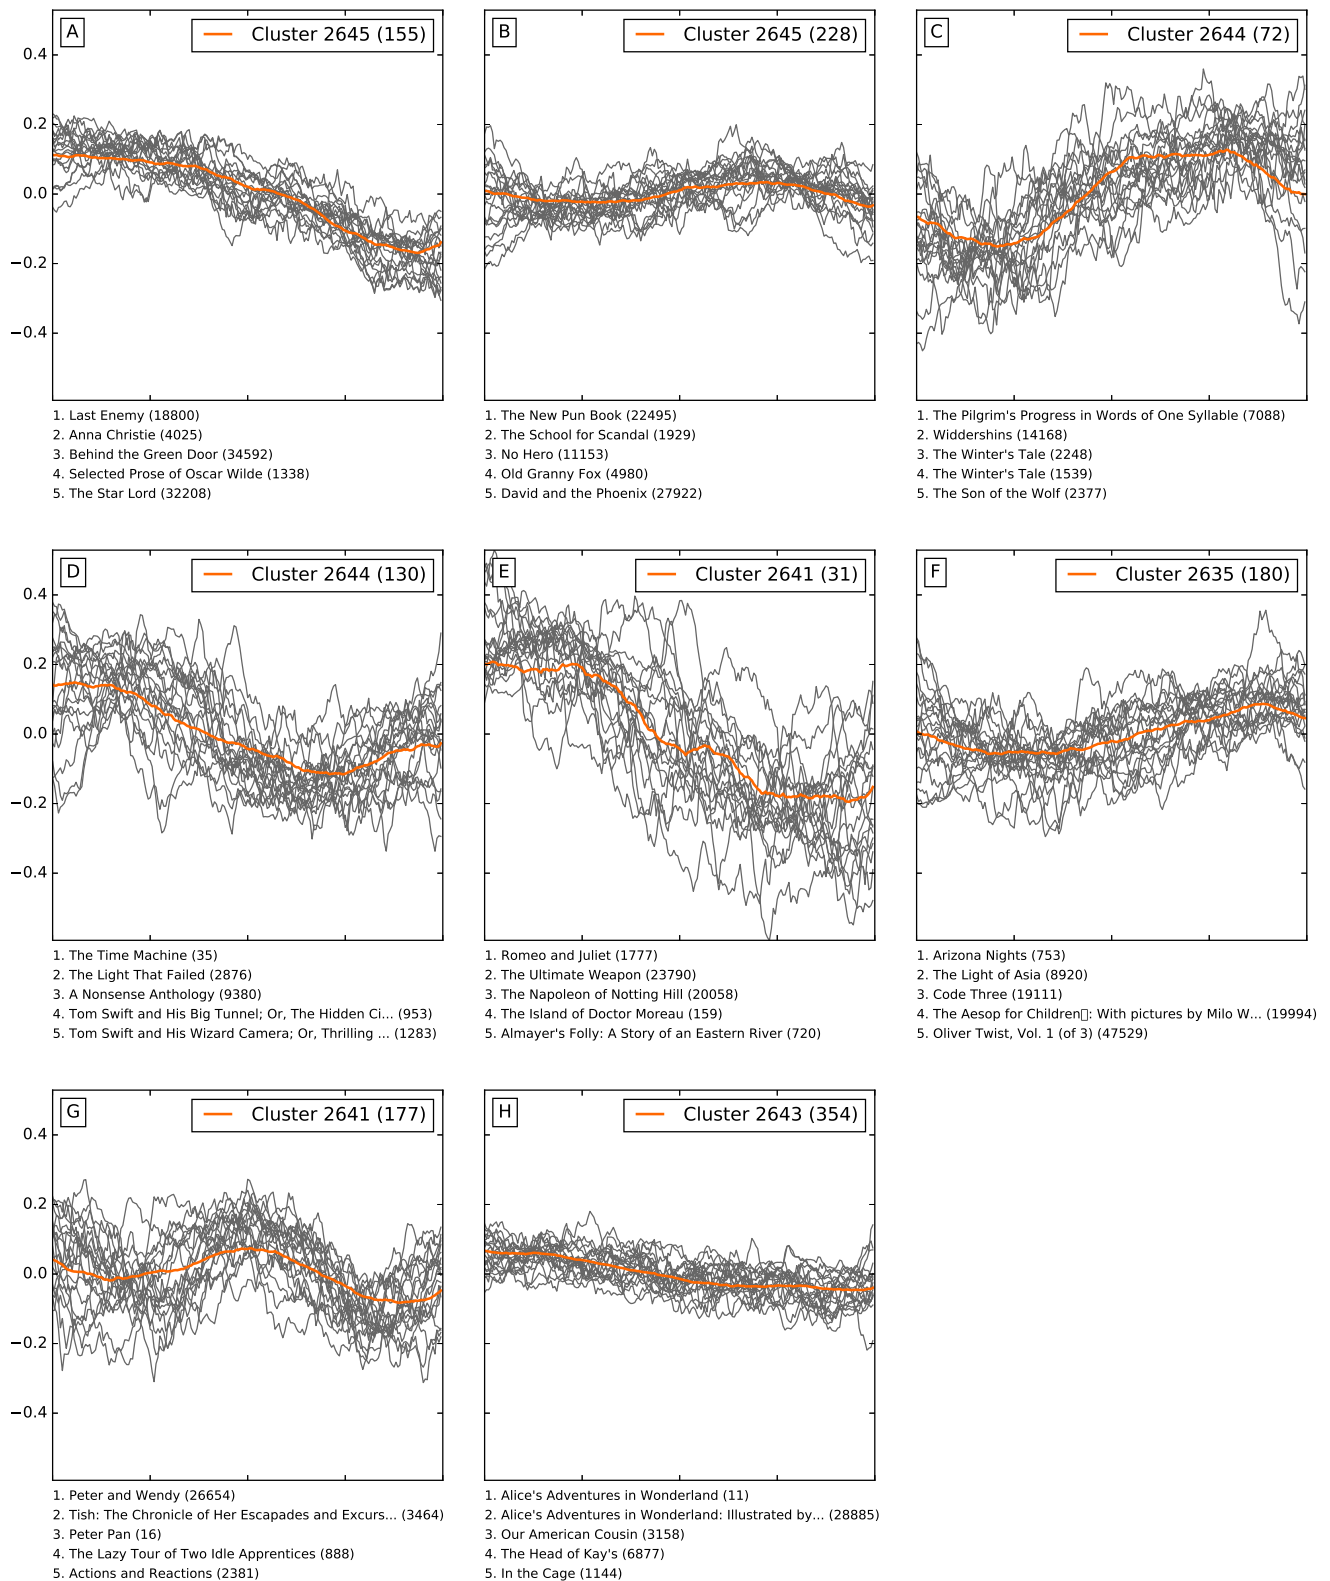 A
Cluster 2645 (155)
B
Cluster 2645 (228)
C
Cluster 2644 (72)
0.4
0.2
0.0
−0.2
−0.4
1. Last Enemy (18800)
2. Anna Christie (4025)
3. Behind the Green Door (34592)
4. Selected Prose of Oscar Wilde (1338)
5. The Star Lord (32208)
1. The New Pun Book (22495)
2. The School for Scandal (1929)
3. No Hero (11153)
4. Old Granny Fox (4980)
5. David and the Phoenix (27922)
1. The Pilgrim's Progress in Words of One Syllable (7088)
2. Widdershins (14168)
3. The Winter's Tale (2248)
4. The Winter's Tale (1539)
5. The Son of the Wolf (2377)
D
Cluster 2644 (130)
E
Cluster 2641 (31)
F
Cluster 2635 (180)
0.4
0.2
0.0
−0.2
−0.4
1. The Time Machine (35)
2. The Light That Failed (2876)
3. A Nonsense Anthology (9380)
4. Tom Swift and His Big Tunnel; Or, The Hidden Ci... (953)
5. Tom Swift and His Wizard Camera; Or, Thrilling ... (1283)
1. Romeo and Juliet (1777)
2. The Ultimate Weapon (23790)
3. The Napoleon of Notting Hill (20058)
4. The Island of Doctor Moreau (159)
5. Almayer's Folly: A Story of an Eastern River (720)
1. Arizona Nights (753)
2. The Light of Asia (8920)
3. Code Three (19111)
4. The Aesop for Children▯: With pictures by Milo W... (19994)
5. Oliver Twist, Vol. 1 (of 3) (47529)
G
Cluster 2641 (177)
H
Cluster 2643 (354)
0.4
0.2
0.0
−0.2
−0.4
1. Peter and Wendy (26654)
2. Tish: The Chronicle of Her Escapades and Excurs... (3464)
3. Peter Pan (16)
4. The Lazy Tour of Two Idle Apprentices (888)
5. Actions and Reactions (2381)
1. Alice's Adventures in Wonderland (11)
2. Alice's Adventures in Wonderland: Illustrated by... (28885)
3. Our American Cousin (3158)
4. The Head of Kay's (6877)
5. In the Cage (1144)